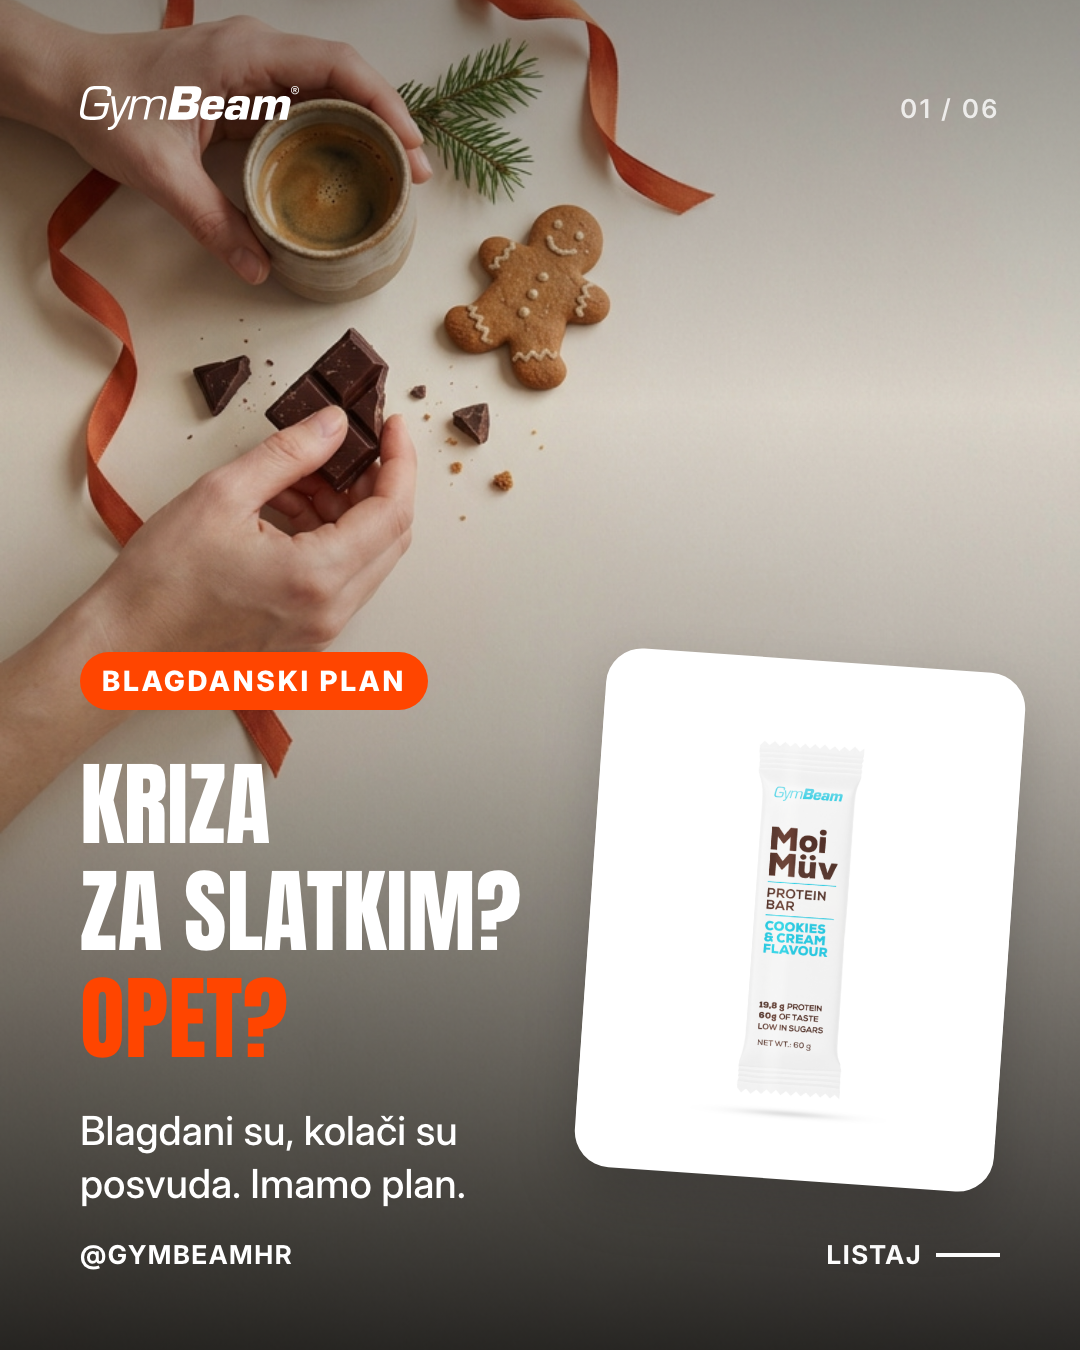 GymBeam®
01 / 06
BLAGDANSKI PLAN
KRIZA
ZA SLATKIM?
OPET?
Blagdani su, kolači su
posvuda. Imamo plan.
GymBeam
Moi
Müv
PROTEIN
BAR
COOKIES
& CREAM
FLAVOUR
19,8 g PROTEIN
60g OF TASTE
LOW IN SUGARS
NET WT.: 60 g
@GYMBEAMHR
LISTAJ